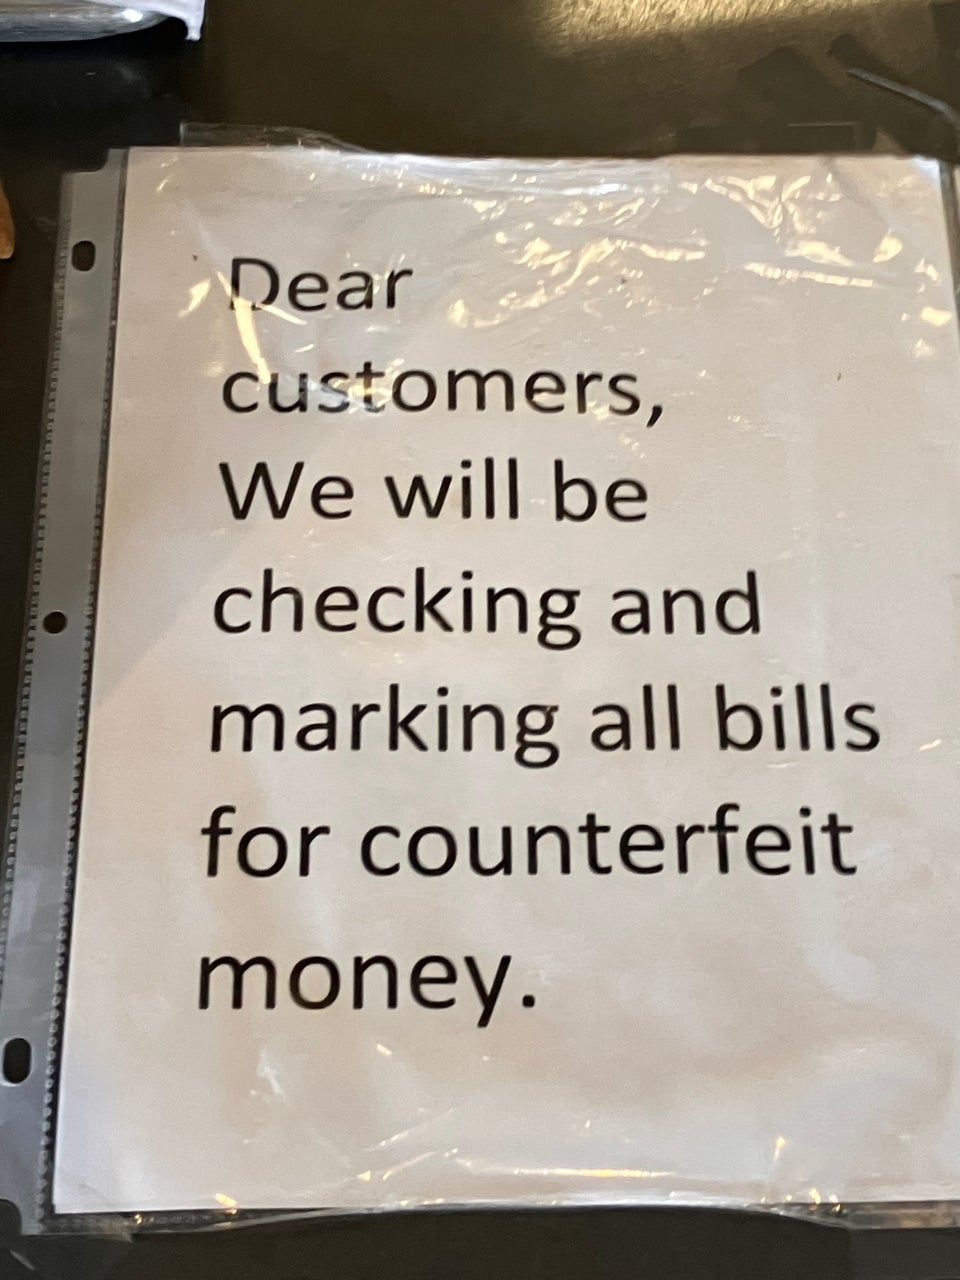 Dear
customers,
We will be
checking and
marking all bills
for counterfeit
money.